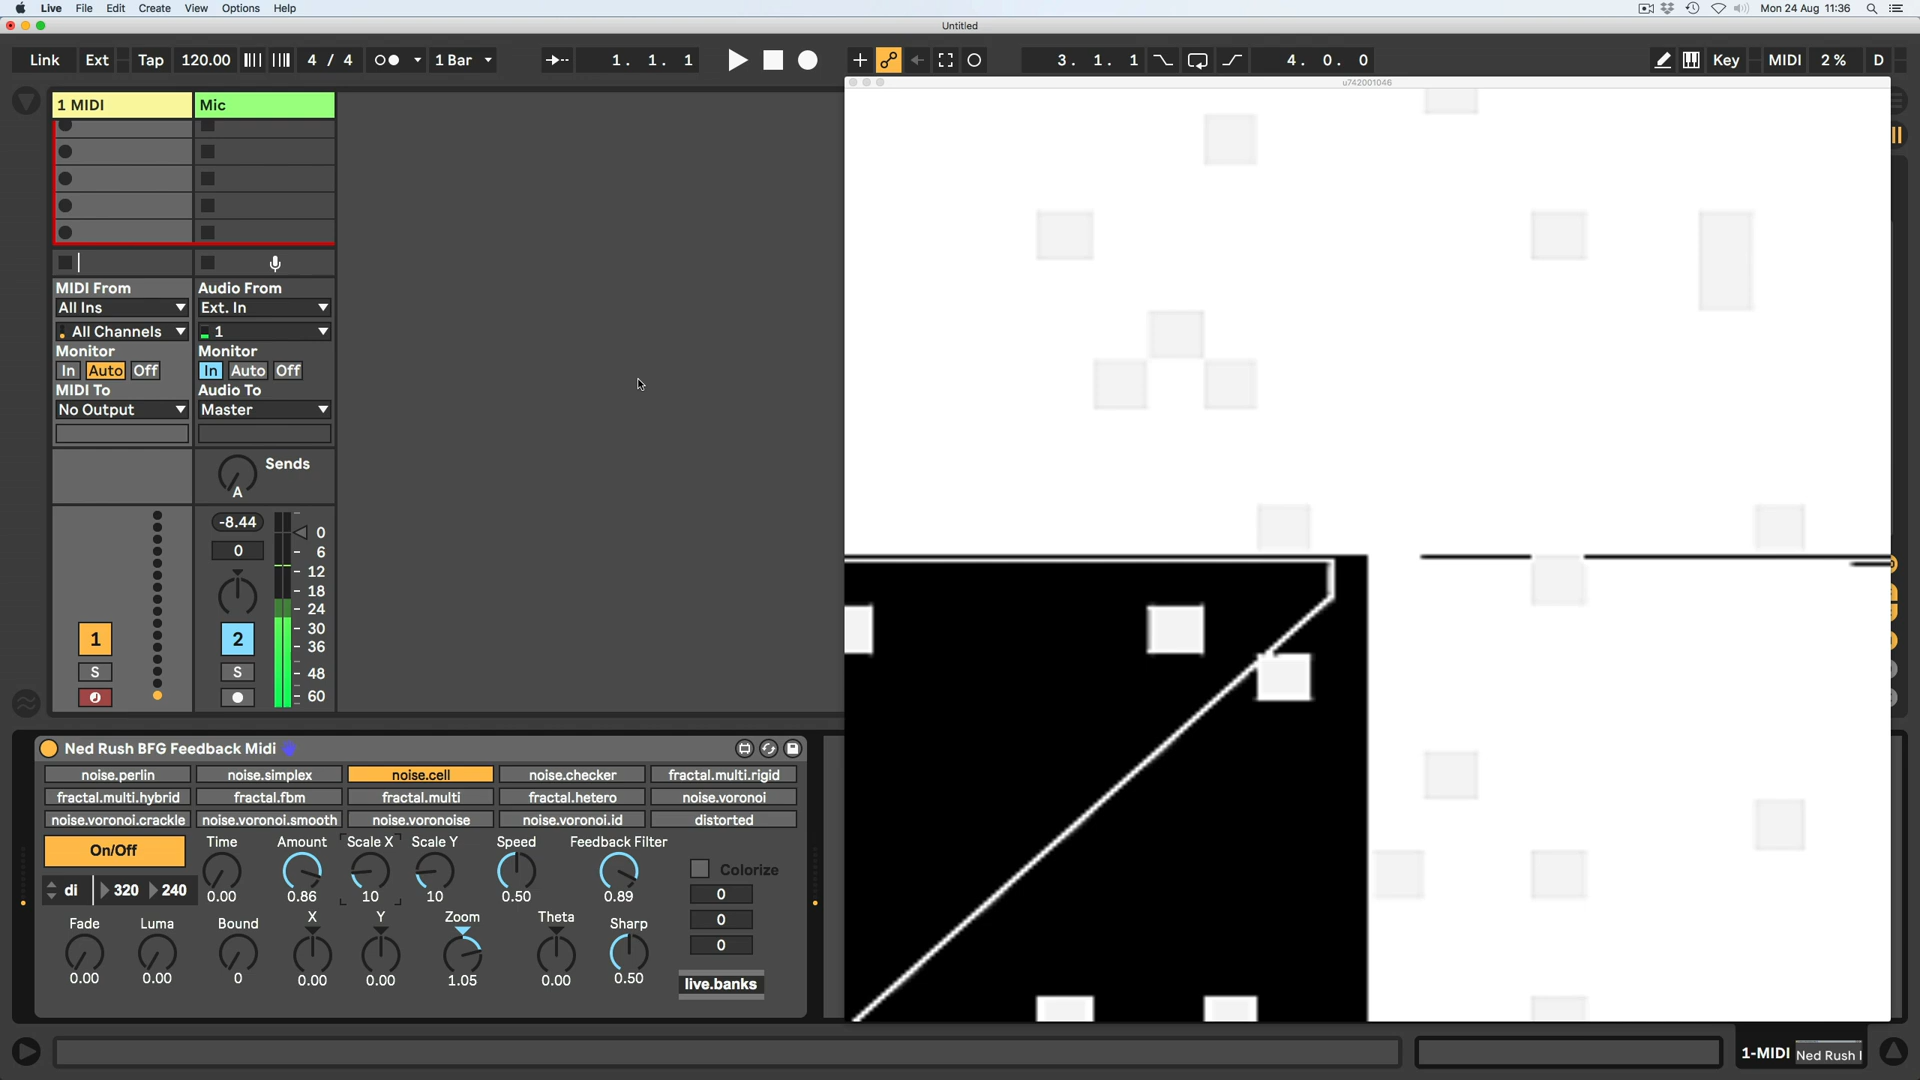 Live File Edit Create View Options Help
Mon 24 Aug 11:36
Untitled
Link Ext Tap 120.00 4 / 4 1 Bar 1. 1. 1 3. 1. 1 4. 0. 0 Key MIDI 2% D
u742001046
1 MIDI Mic
MIDI From Audio From
All Ins Ext. In
All Channels 1
Monitor Monitor
In Auto Off In Auto Off
MIDI To Audio To
No Output Master
Sends
A
-8.44
0 0
6
12
18
24
30
1 2 36
S S 48
60
Ned Rush BFG Feedback Midi
noise.perlin noise.simplex noise.cell noise.checker fractal.multi.rigid
fractal.multi.hybrid fractal.fbm fractal.multi fractal.hetero noise.voronoi
noise.voronoi.crackle noise.voronoi.smooth noise.voronoise noise.voronoi.id distorted
On/Off Time Amount Scale X Scale Y Speed Feedback Filter
Colorize
di 320 240 0.00 0.86 10 10 0.50 0.89 0
Fade Luma Bound X Y Zoom Theta Sharp 0
0
0.00 0.00 0 0.00 0.00 1.05 0.00 0.50
live.banks
1-MIDI Ned Rush